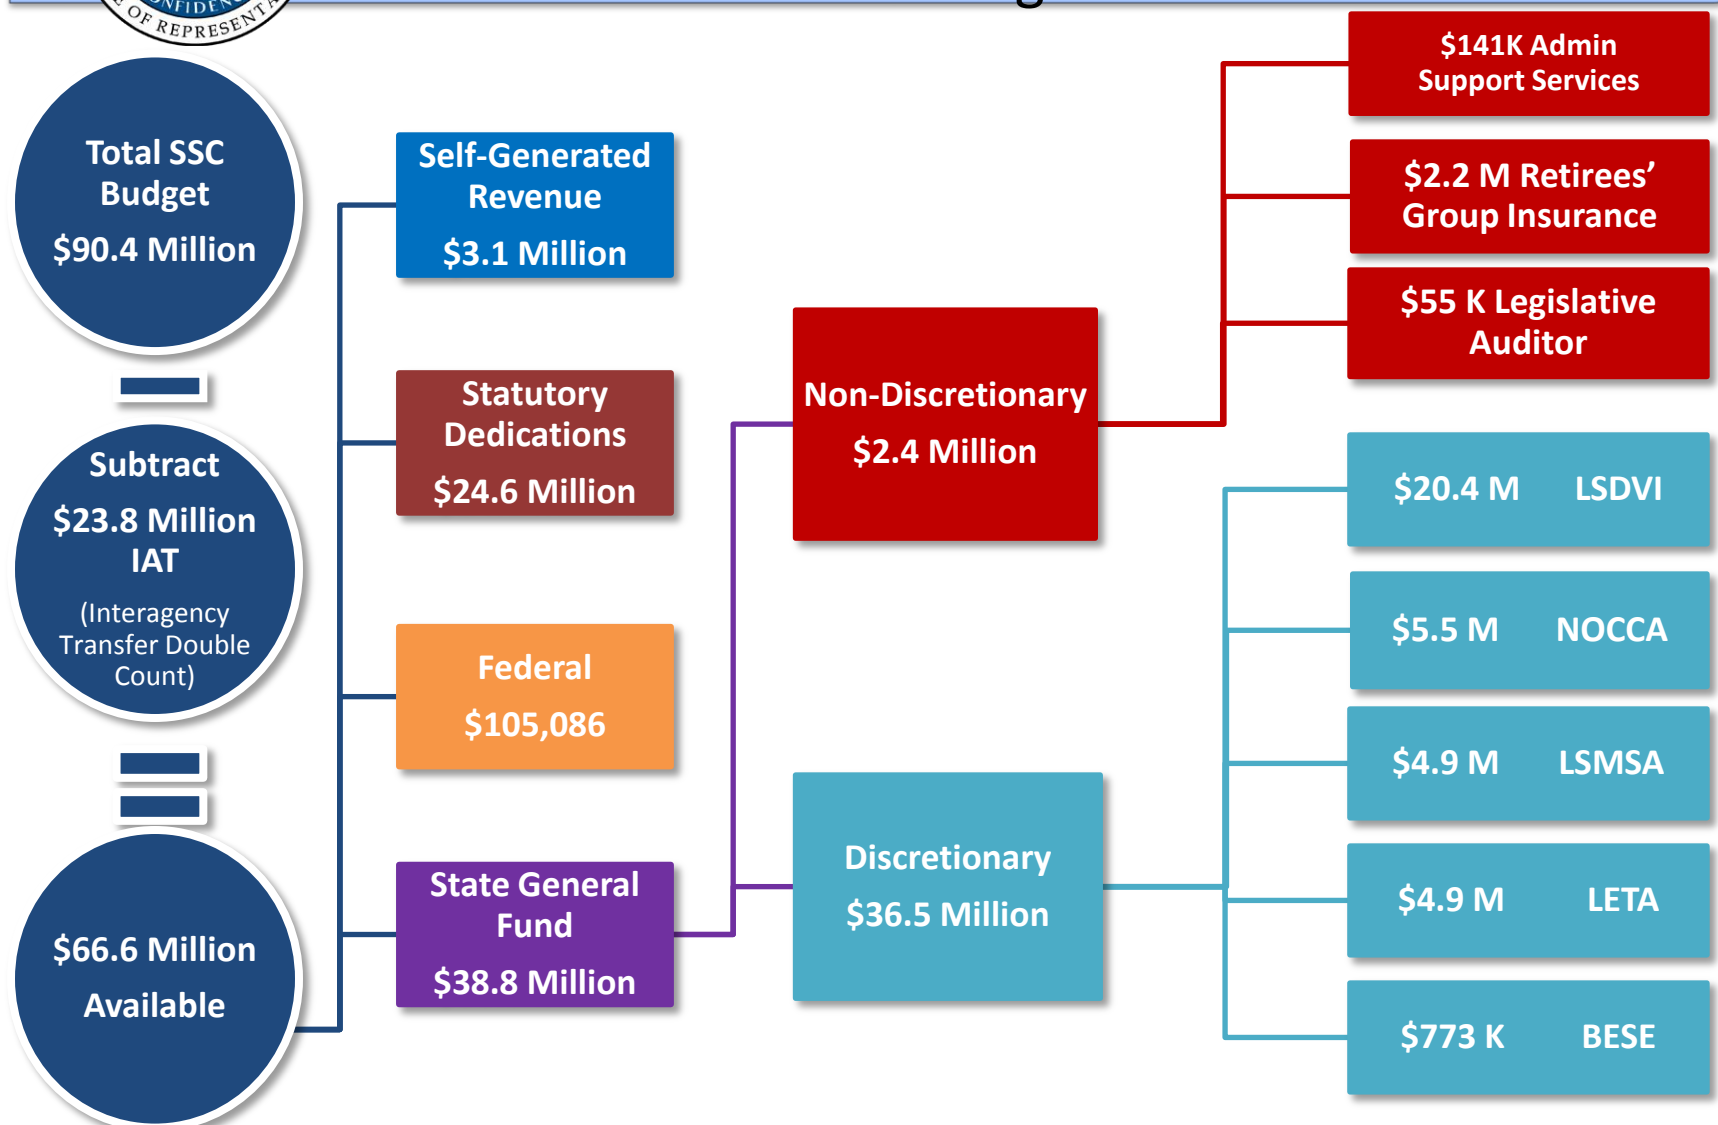 OF REPRESENTA
g
Total SSC
Budget
$90.4 Million
Subtract
$23.8 Million
IAT
(Interagency
Transfer Double
Count)
$66.6 Million
Available
Self-Generated
Revenue
$3.1 Million
Statutory
Dedications
$24.6 Million
Federal
$105,086
State General
Fund
$38.8 Million
Non-Discretionary
$2.4 Million
Discretionary
$36.5 Million
$141K Admin
Support Services
$2.2 M Retirees’
Group Insurance
$55 K Legislative
Auditor
$20.4 M LSDVI
$5.5 M NOCCA
$4.9 M LSMSA
$4.9 M LETA
$773 K BESE